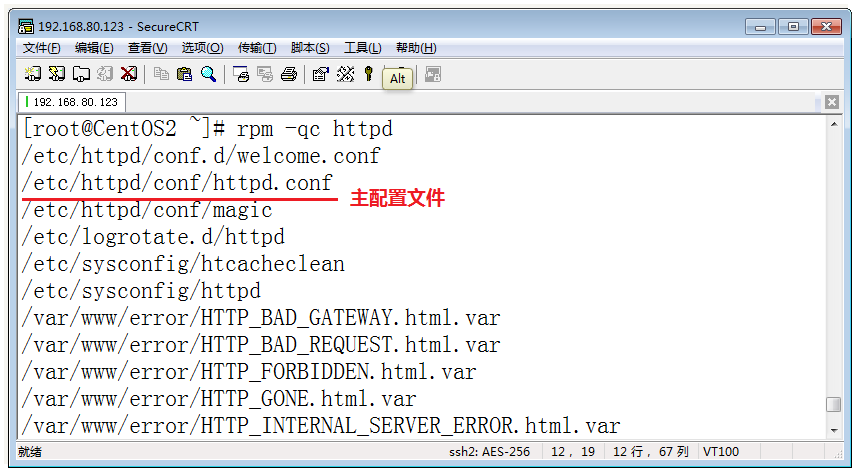 192.168.80.123 - SecureCRT
文件(F) 编辑(E) 查看(V) 选项(O) 传输(T) 脚本(S) 工具(L) 帮助(H)
Alt
192.168.80.123
[root@CentOS2 ~]# rpm -qc httpd
/etc/httpd/conf.d/welcome.conf
/etc/httpd/conf/httpd.conf 主配置文件
/etc/httpd/conf/magic
/etc/logrotate.d/httpd
/etc/sysconfig/htcacheclean
/etc/sysconfig/httpd
/var/www/error/HTTP_BAD_GATEWAY.html.var
/var/www/error/HTTP_BAD_REQUEST.html.var
/var/www/error/HTTP_FORBIDDEN.html.var
/var/www/error/HTTP_GONE.html.var
/var/www/error/HTTP_INTERNAL_SERVER_ERROR.html.var
就绪 ssh2: AES-256 12, 19 12 行, 67 列 VT100